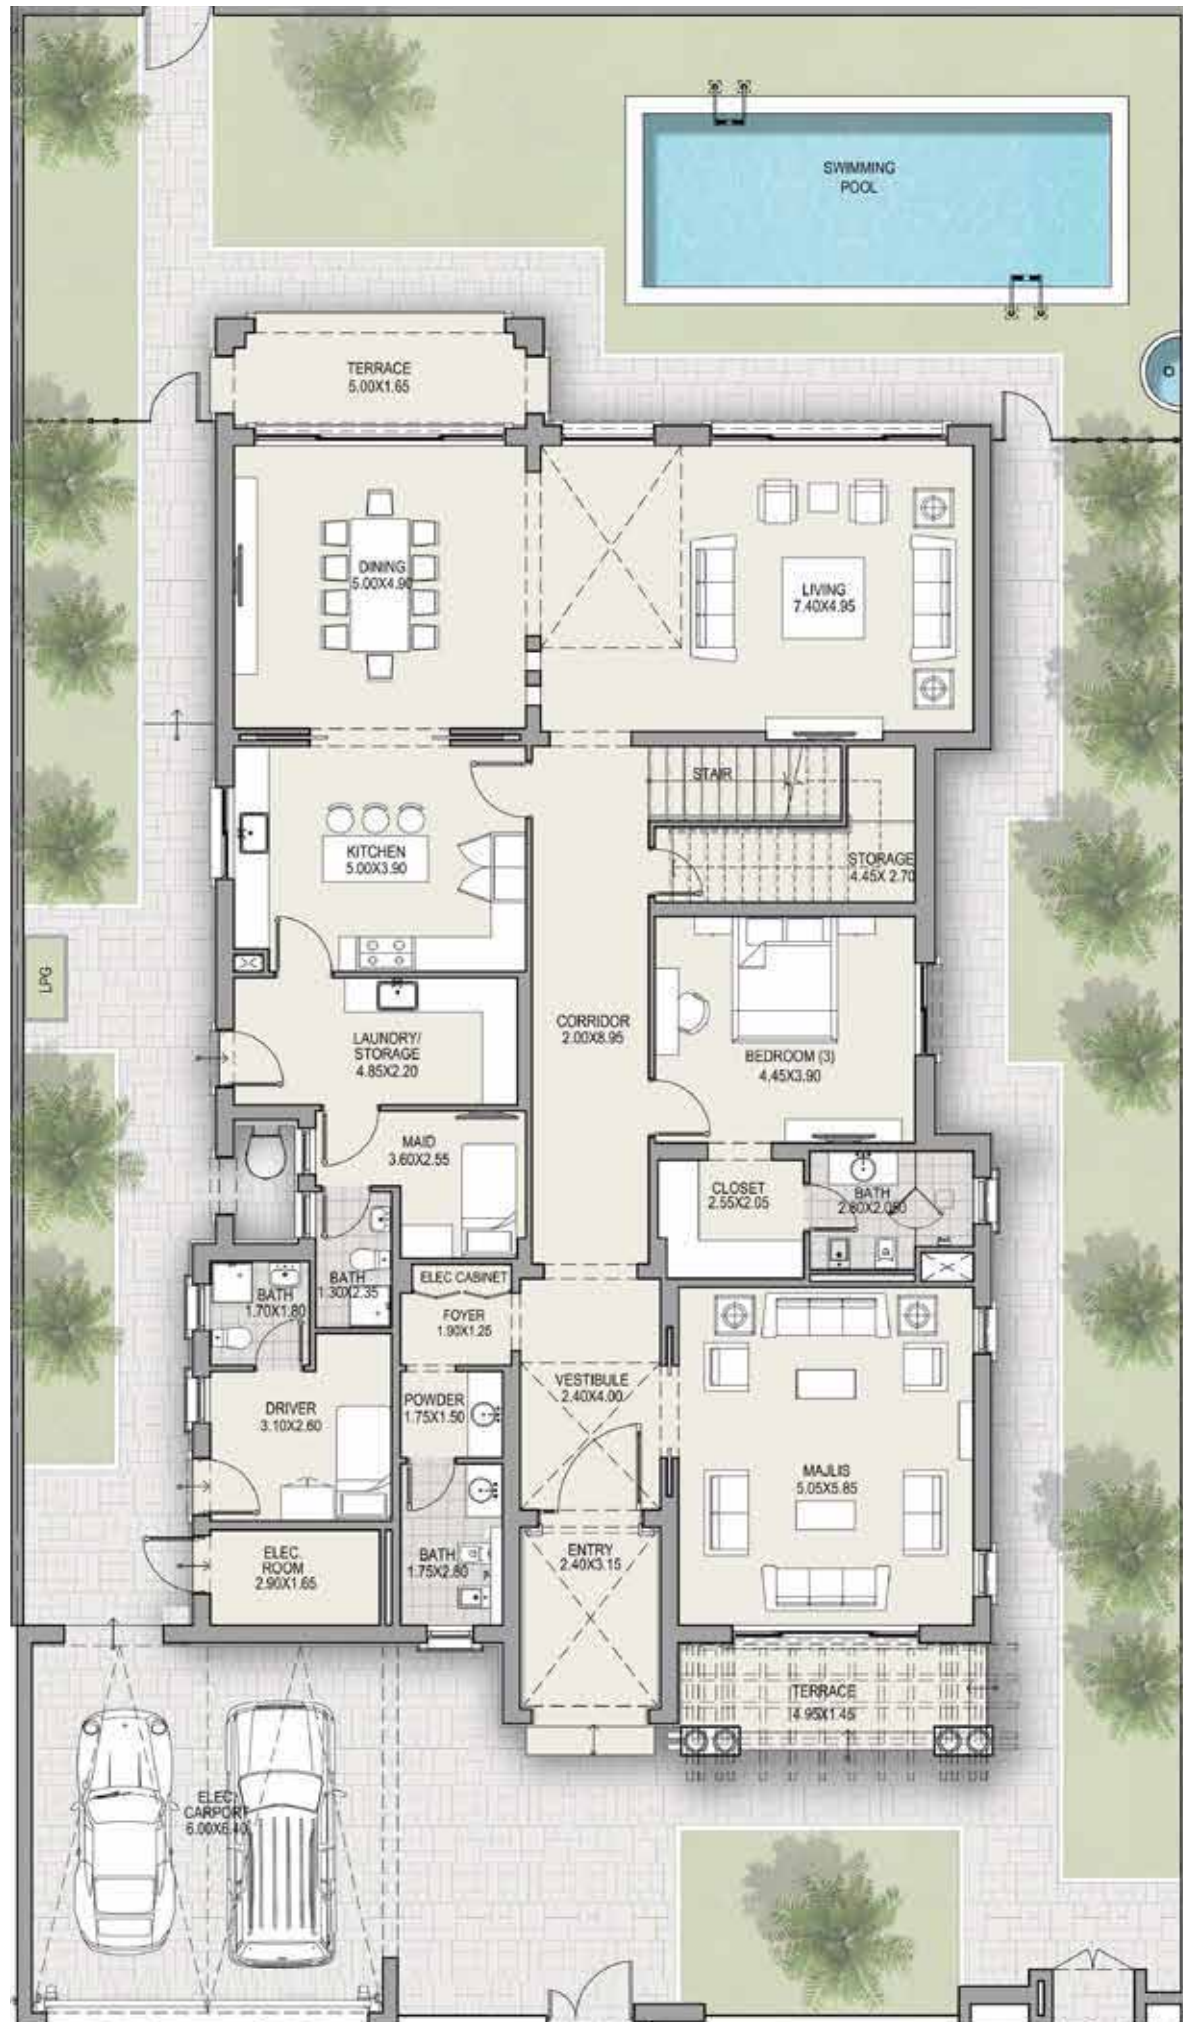 SWIMMING
POOL
TERRACE
5.00X1.65
DINING
5.00X4.90
LIVING
7.40X4.95
STAIR
KITCHEN
5.00X3.90
STORAGE
4.45X 2.70
LPG
CORRIDOR
2.00X8.95
LAUNDRY/
STORAGE
4.85X2.20
BEDROOM (3)
4.45X3.90
MAID
3.60X2.55
CLOSET
2.55X2.05
BATH
BATH
1.30X2.35
ELEC CABINET
BATH
1.70X1.80
FOYER
1.90X1.25
VESTIBULE
2.40X4.00
POWDER
1.75X1.50
DRIVER
3.10X2.60
MAJLIS
5.05X5.85
ELEC.
ROOM
2.90X1.65
BATH
1.75X2.80
ENTRY
2.40X3.15
TERRACE
4.95X1.45
ELEC.
CARPORT
6.00X6.40